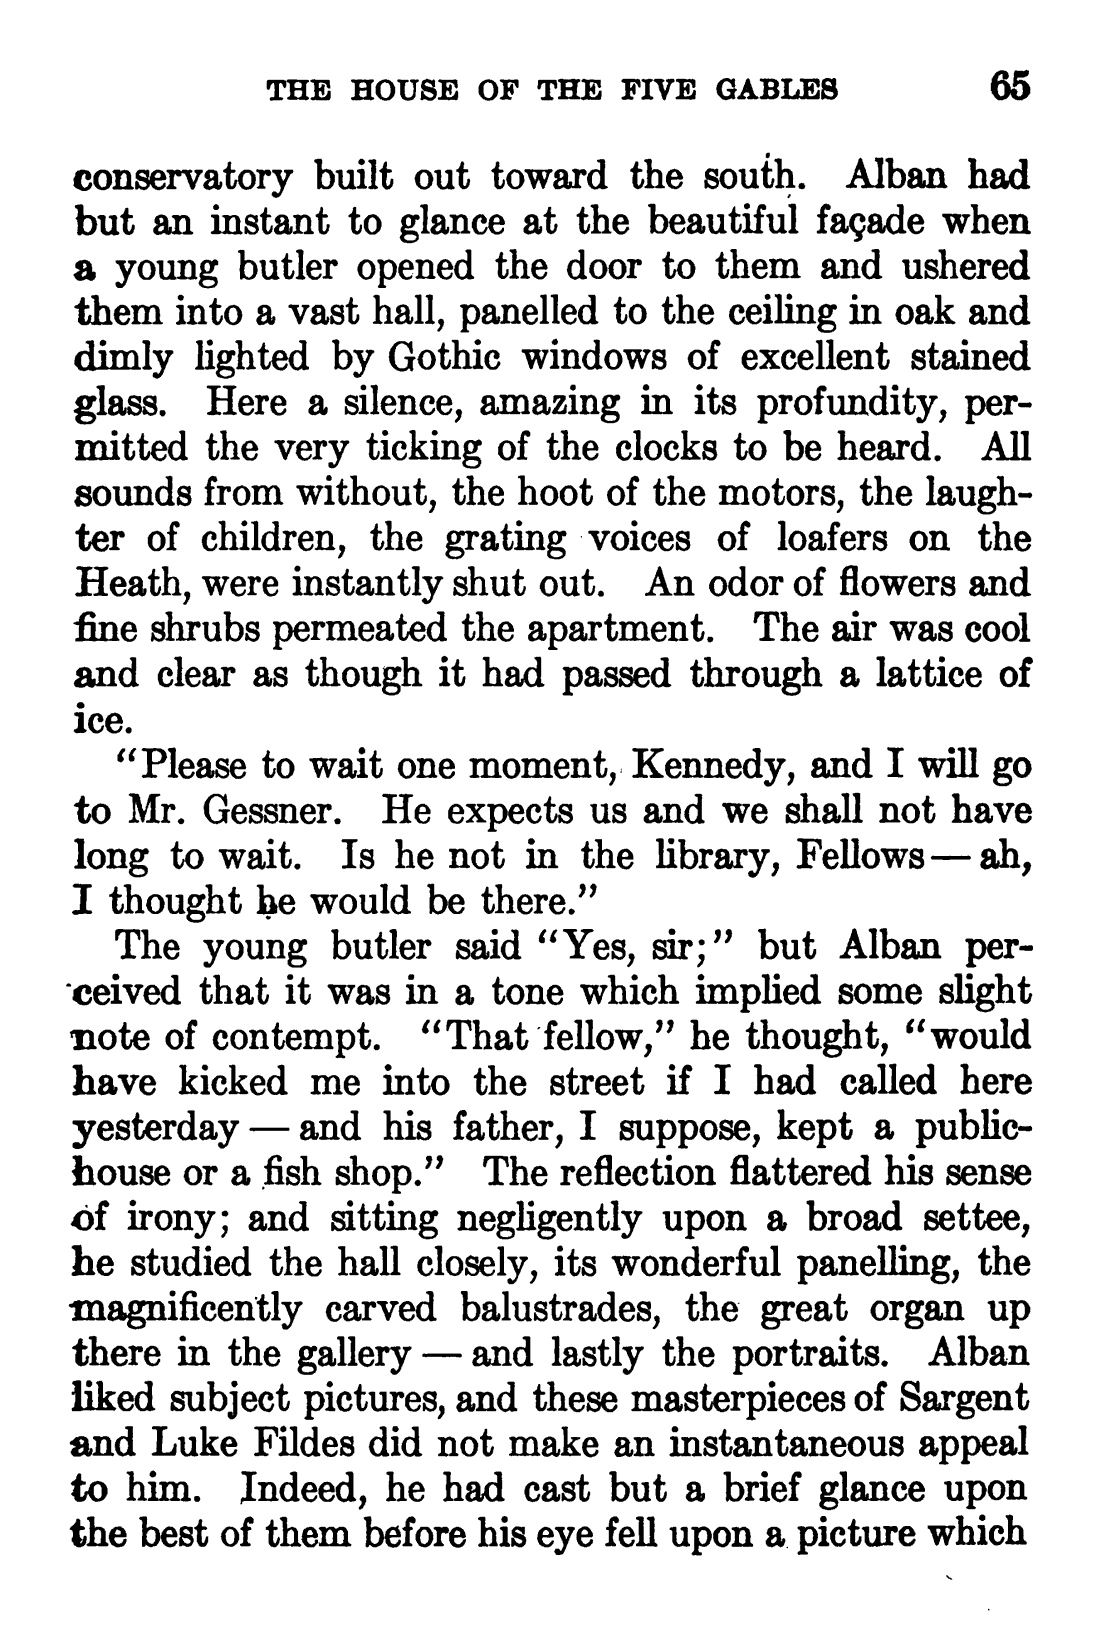 THE HOUSE OF THE FIVE GABLES 65
conservatory built out toward the south. Alban had
but an instant to glance at the beautiful façade when
a young butler opened the door to them and ushered
them into a vast hall, panelled to the ceiling in oak and
dimly lighted by Gothic windows of excellent stained
glass. Here a silence, amazing in its profundity, per-
mitted the very ticking of the clocks to be heard. All
sounds from without, the hoot of the motors, the laugh-
ter of children, the grating voices of loafers on the
Heath, were instantly shut out. An odor of flowers and
fine shrubs permeated the apartment. The air was cool
and clear as though it had passed through a lattice of
ice.
“Please to wait one moment, Kennedy, and I will go
to Mr. Gessner. He expects us and we shall not have
long to wait. Is he not in the library, Fellows — ah,
I thought he would be there.”
The young butler said “Yes, sir;” but Alban per-
ceived that it was in a tone which implied some slight
note of contempt. “That fellow,” he thought, “would
have kicked me into the street if I had called here
yesterday — and his father, I suppose, kept a public-
house or a fish shop.” The reflection flattered his sense
of irony; and sitting negligently upon a broad settee,
he studied the hall closely, its wonderful panelling, the
magnificently carved balustrades, the great organ up
there in the gallery — and lastly the portraits. Alban
liked subject pictures, and these masterpieces of Sargent
and Luke Fildes did not make an instantaneous appeal
to him. Indeed, he had cast but a brief glance upon
the best of them before his eye fell upon a picture which